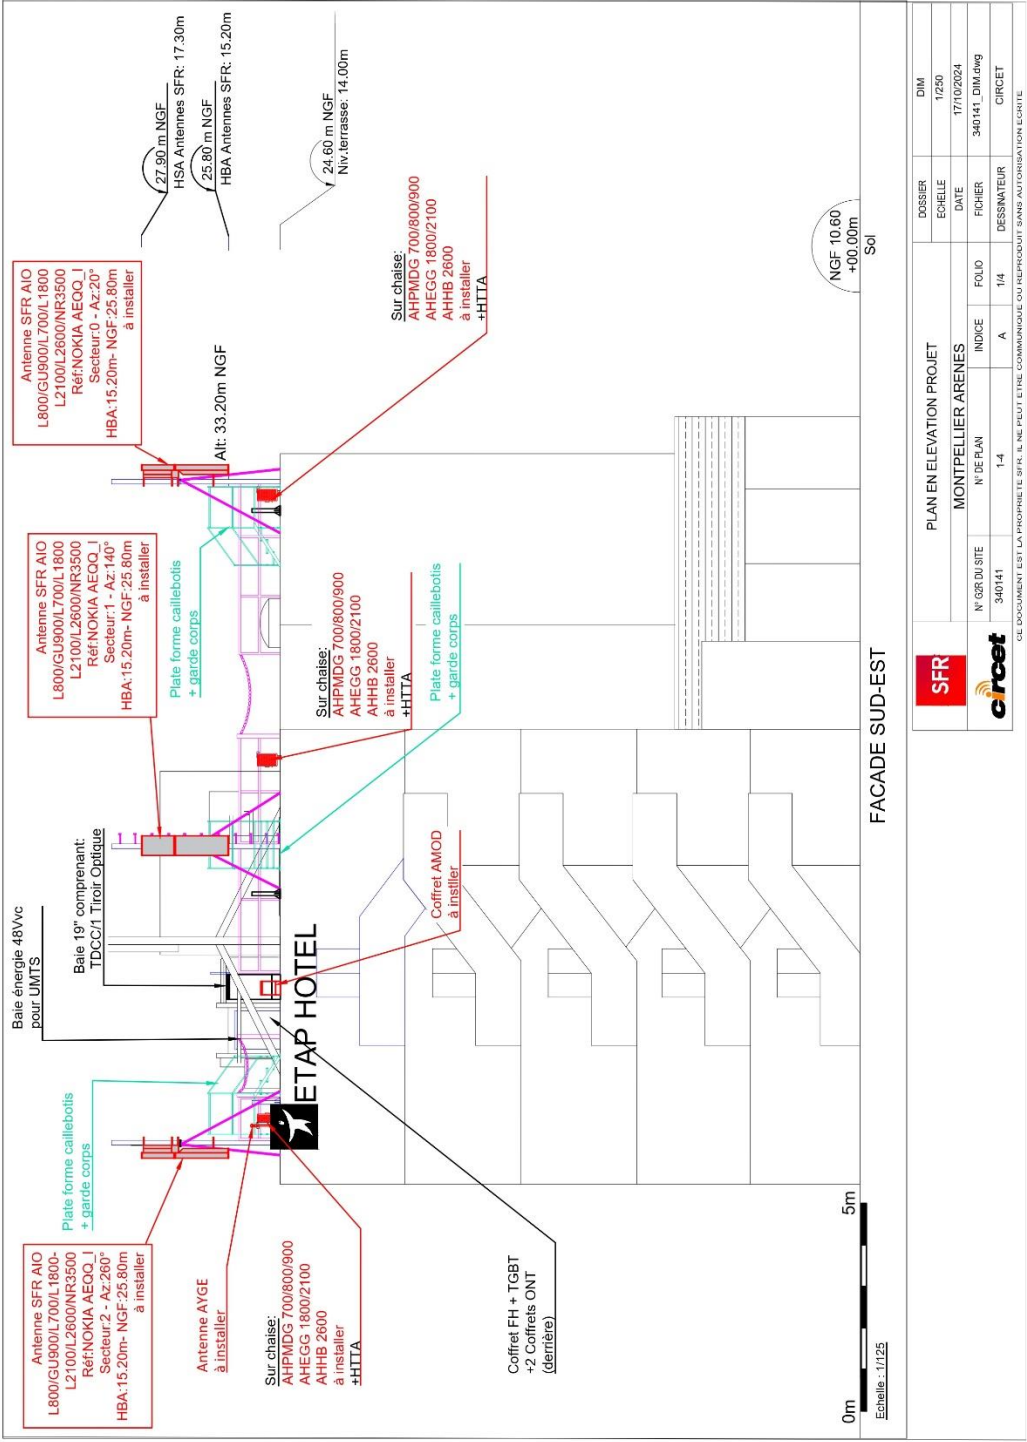 Antenne SFR AIO
L800/GU900/L700/L1800-
L2100/L2600/NR3500
Réf:NOKIA AEQQ_I
Secteur:2 - Az:260°
HBA:15.20m- NGF:25.80m
à installer
Plate forme caillebotis
+ garde corps
Baie énergie 48Vvc
pour UMTS
Baie 19" comprenant:
TDCC/1 Tiroir Optique
Antenne SFR AIO
L800/GU900/L700/L1800
L2100/L2600/NR3500
Réf:NOKIA AEQQ_I
Secteur:1 - Az:140°
HBA:15.20m- NGF:25.80m
à installer
Plate forme caillebotis
+ garde corps
Antenne SFR AIO
L800/GU900/L700/L1800
L2100/L2600/NR3500
Réf:NOKIA AEQQ_I
Secteur:0 - Az:20°
HBA:15.20m- NGF:25.80m
à installer
Alt: 33.20m NGF
27.90 m NGF
HSA Antennes SFR: 17.30m
25.80 m NGF
HBA Antennes SFR: 15.20m
24.60 m NGF
Niv.terrasse: 14.00m
Antenne AYGE
à installer
Sur chaise:
AHPMDG 700/800/900
AHEGG 1800/2100
AHHB 2600
à installer
+HTTA
ETAP HOTEL
Coffret AMOD
à instller
Sur chaise:
AHPMDG 700/800/900
AHEGG 1800/2100
AHHB 2600
à installer
+HTTA
Plate forme caillebotis
+ garde corps
Sur chaise:
AHPMDG 700/800/900
AHEGG 1800/2100
AHHB 2600
à installer
+HTTA
Coffret FH + TGBT
+2 Coffrets ONT
(derrière)
NGF 10.60
+00.00m
Sol
0m
5m
Echelle : 1/125
FACADE SUD-EST
SFR
circet
PLAN EN ELEVATION PROJET
MONTPELLIER ARENES
N° G2R DU SITE
N° DE PLAN
INDICE
FOLIO
340141
1-4
A
1/4
DOSSIER
DIM
ECHELLE
1/250
DATE
17/10/2024
FICHIER
340141_DIM.dwg
DESSINATEUR
CIRCET
CE DOCUMENT EST LA PROPRIETE SFR. IL NE PEUT ETRE COMMUNIQUE OU REPRODUIT SANS AUTORISATION ECRITE